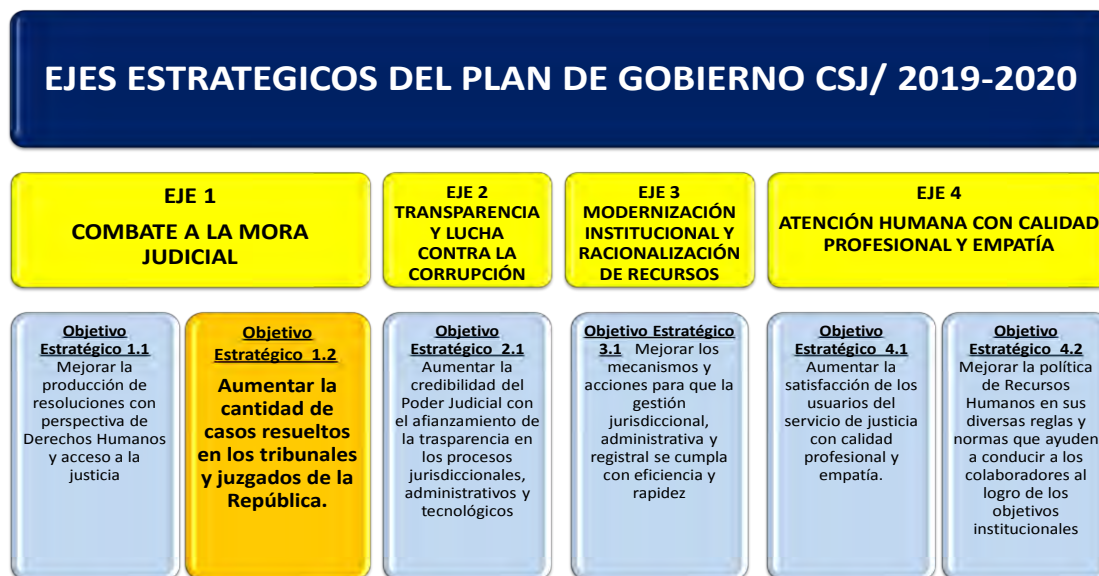 EJES ESTRATEGICOS DEL PLAN DE GOBIERNO CSJ/ 2019-2020
EJE 1
COMBATE A LA MORA
JUDICIAL
EJE 2
TRANSPARENCIA
Y LUCHA
CONTRA LA
CORRUPCIÓN
EJE 3
MODERNIZACIÓN
INSTITUCIONAL Y
RACIONALIZACIÓN
DE RECURSOS
EJE 4
ATENCIÓN HUMANA CON CALIDAD
PROFESIONAL Y EMPATÍA
Objetivo
Estratégico 1.1
Mejorar la
producción de
resoluciones con
perspectiva de
Derechos Humanos
y acceso a la
justicia
Objetivo
Estratégico 1.2
Aumentar la
cantidad de
casos resueltos
en los tribunales
y juzgados de la
República.
Objetivo
Estratégico 2.1
Aumentar la
credibilidad del
Poder Judicial con
el afianzamiento de
la trasparencia en
los procesos
jurisdiccionales,
administrativos y
tecnológicos
Objetivo Estratégico
3.1 Mejorar los
mecanismos y
acciones para que la
gestión
jurisdiccional,
administrativa y
registral se cumpla
con eficiencia y
rapidez
Objetivo
Estratégico 4.1
Aumentar la
satisfacción de los
usuarios del
servicio de justicia
con calidad
profesional y
empatía.
Objetivo
Estratégico 4.2
Mejorar la política
de Recursos
Humanos en sus
diversas reglas y
normas que ayuden
a conducir a los
colaboradores al
logro de los
objetivos
institucionales